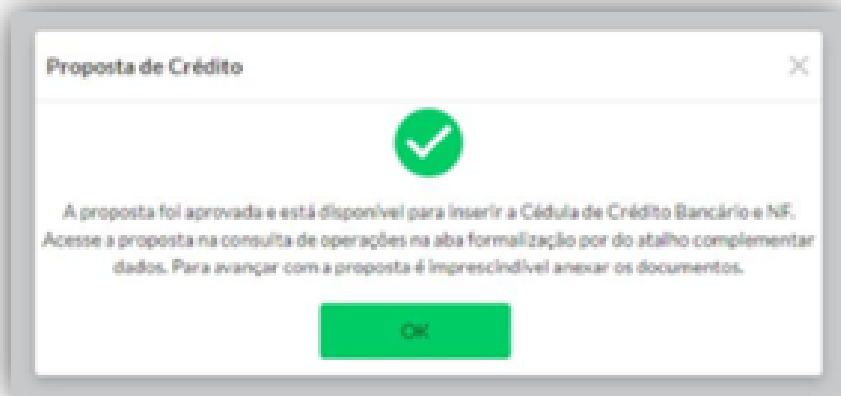 Proposta de Crédito
A proposta foi aprovada e está disponível para inserir a Cédula de Crédito Bancário e NF.
Acesse a proposta na consulta de operações na aba formalização por do atalho complementar
dados. Para avançar com a proposta é imprescindível anexar os documentos.
OK